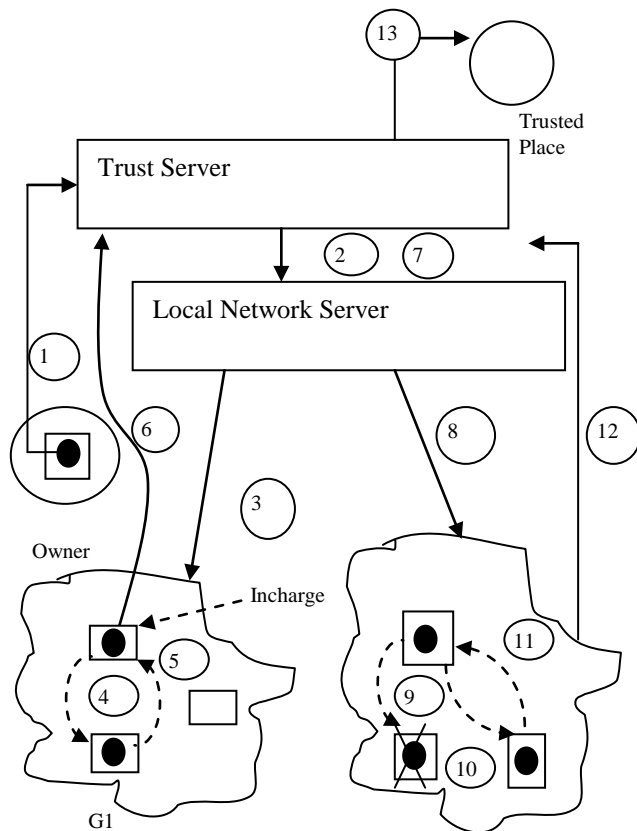 13
Trusted
Place
Trust Server
2
7
Local Network Server
1
6
8
12
3
Owner
Incharge
11
5
4
9
10
G1